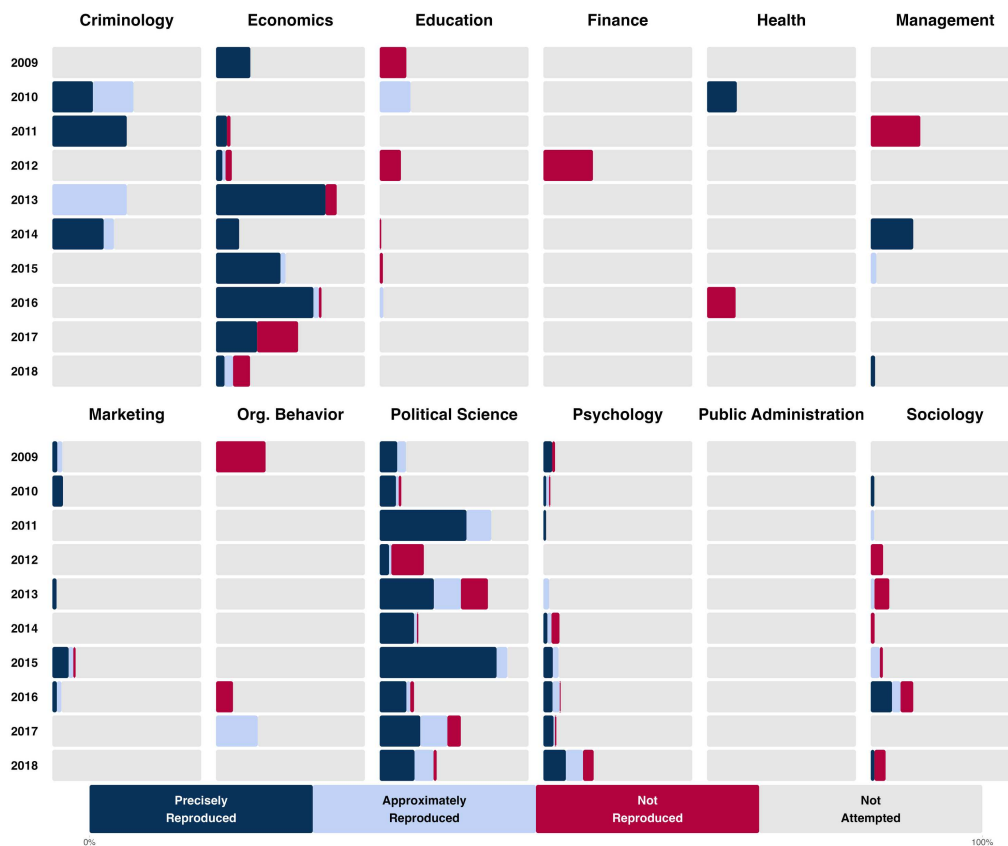 Criminology Economics Education Finance Health Management
2009
2010
2011
2012
2013
2014
2015
2016
2017
2018
Marketing Org. Behavior Political Science Psychology Public Administration Sociology
2009
2010
2011
2012
2013
2014
2015
2016
2017
2018
Precisely
Reproduced
Approximately
Reproduced
Not
Reproduced
Not
Attempted
0% 100%